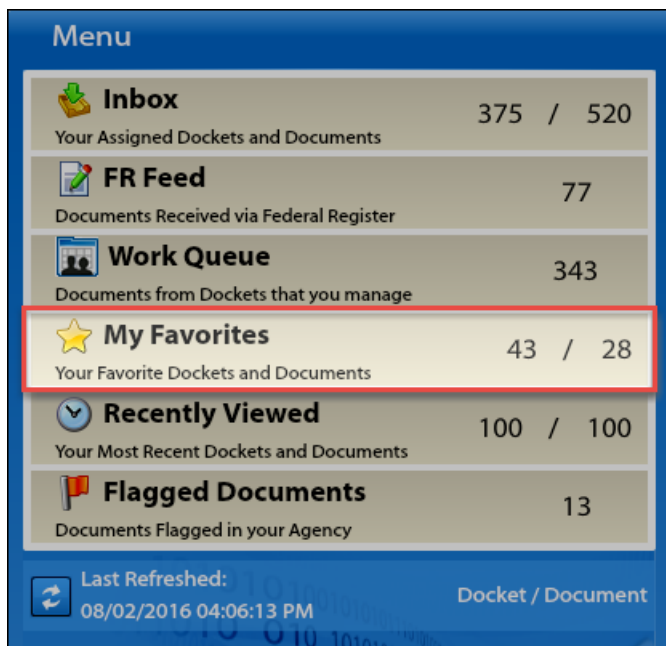 Menu
Inbox
375 / 520
Your Assigned Dockets and Documents
FR Feed
77
Documents Received via Federal Register
Work Queue
343
Documents from Dockets that you manage
My Favorites
43 / 28
Your Favorite Dockets and Documents
Recently Viewed
100 / 100
Your Most Recent Dockets and Documents
Flagged Documents
13
Documents Flagged in your Agency
Last Refreshed:
08/02/2016 04:06:13 PM
Docket / Document